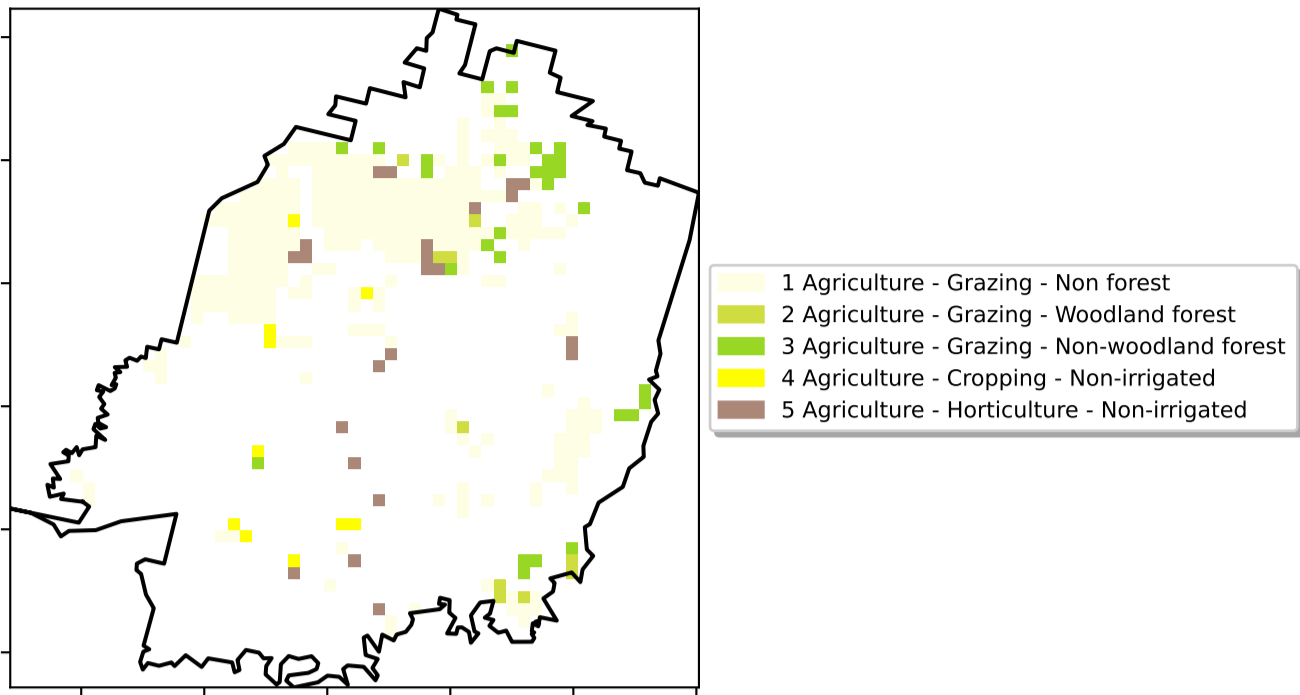 1 Agriculture - Grazing - Non forest
2 Agriculture - Grazing - Woodland forest
3 Agriculture - Grazing - Non-woodland forest
4 Agriculture - Cropping - Non-irrigated
5 Agriculture - Horticulture - Non-irrigated